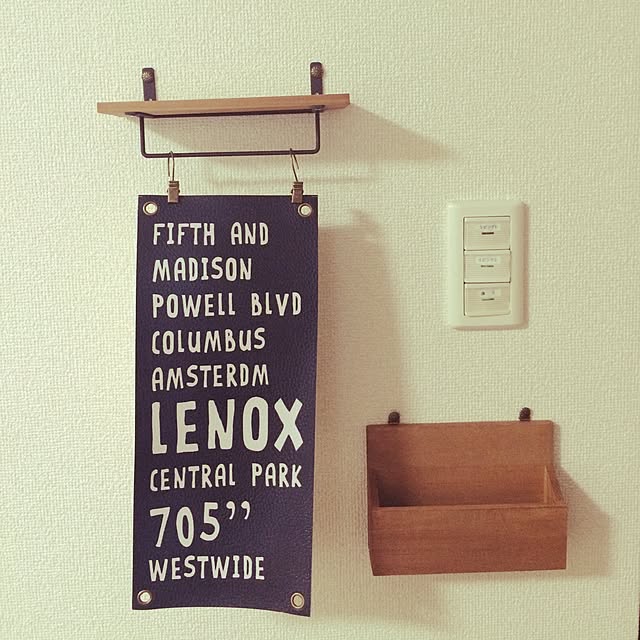 FIFTH AND
MADISON
POWELL BLVD
COLUMBUS
AMSTERDM
LENOX
CENTRAL PARK
705”
WESTWIDE